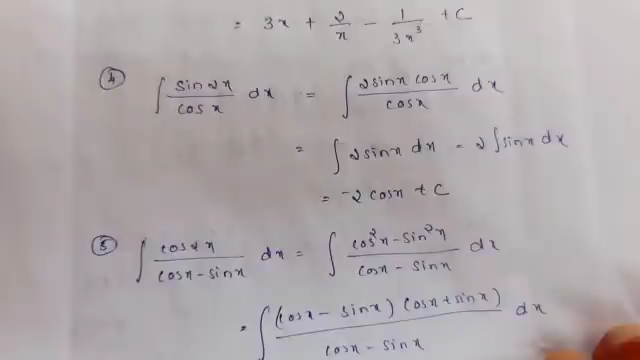 = 3x + 2/x - 1/3x³ + C
④ ∫ sin2x/cosx dx = ∫ 2sinx cosx/cosx dx
= ∫ 2sinx dx = 2∫sinx dx
= -2cosx + C
⑤ ∫ cos2x/cosx-sinx dx = ∫ cos²x-sin²x/cosx-sinx dx
= ∫ (cosx-sinx)(cosx+sinx)/cosx-sinx dx